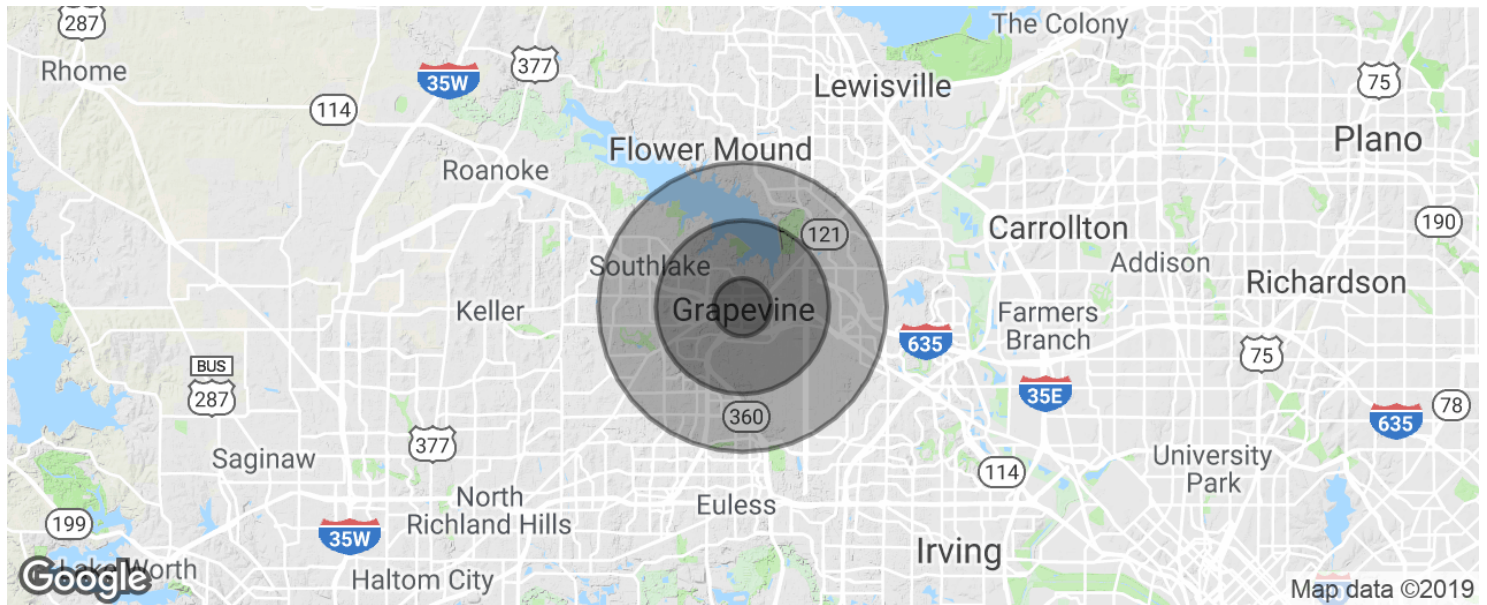 The Colony
287
377
75
Rhome
35W
Lewisville
114
Plano
Flower Mound
Roanoke
190
121
Carrollton
Addison
Southlake
Richardson
Grapevine
Keller
Farmers
Branch
635
75
BUS
287
35E
78
360
635
377
Saginaw
University
Park
114
North
Richland Hills
Euless
199
35W
Irving
Lake Worth
Google
Haltom City
Map data ©2019